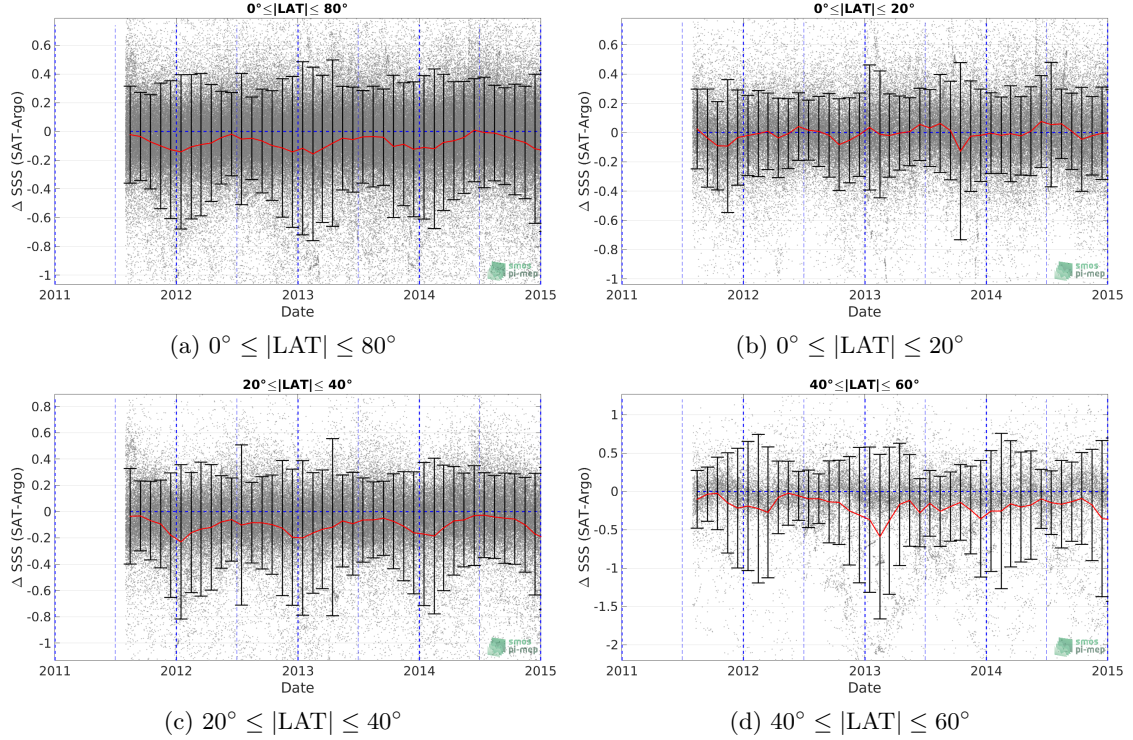 0°≤|LAT|≤ 80°
Δ SSS (SAT-Argo)
0.6
0.4
0.2
0
-0.2
-0.4
-0.6
-0.8
-1
2011 2012 2013 2014 2015
Date
smos
pi-mep
(a) 0° ≤ |LAT| ≤ 80°
0°≤|LAT|≤ 20°
Δ SSS (SAT-Argo)
0.6
0.4
0.2
0
-0.2
-0.4
-0.6
-0.8
-1
2011 2012 2013 2014 2015
Date
smos
pi-mep
(b) 0° ≤ |LAT| ≤ 20°
20°≤|LAT|≤ 40°
Δ SSS (SAT-Argo)
0.8
0.6
0.4
0.2
0
-0.2
-0.4
-0.6
-0.8
-1
2011 2012 2013 2014 2015
Date
smos
pi-mep
(c) 20° ≤ |LAT| ≤ 40°
40°≤|LAT|≤ 60°
Δ SSS (SAT-Argo)
1
0.5
0
-0.5
-1
-1.5
-2
2011 2012 2013 2014 2015
Date
smos
pi-mep
(d) 40° ≤ |LAT| ≤ 60°